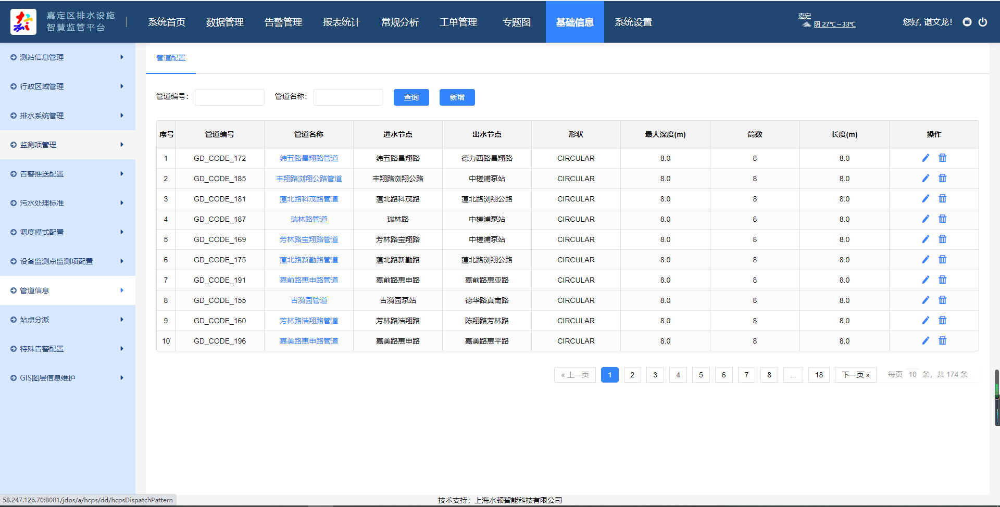 嘉定区排水设施
智慧监管平台
系统首页 数据管理 告警管理 报表统计 常规分析 工单管理 专题图 基础信息 系统设置
嘉定
阴 27℃~33℃
您好, 谌文龙!
测站信息管理
行政区域管理
排水系统管理
监测项管理
告警推送配置
污水处理标准
调度模式配置
设备监测点监测项配置
管道信息
站点分派
特殊告警配置
GIS图层信息维护
管道配置
管道编号: 管道名称: 查询 新增
序号 管道编号 管道名称 进水节点 出水节点 形状 最大深度(m) 筒数 长度(m) 操作
1 GD_CODE_172 纬五路昌翔路管道 纬五路昌翔路 德力西路昌翔路 CIRCULAR 8.0 8 8.0
2 GD_CODE_185 丰翔路浏翔公路管道 丰翔路浏翔公路 中槎浦泵站 CIRCULAR 8.0 8 8.0
3 GD_CODE_181 蕰北路科茂路管道 蕰北路科茂路 蕰北路浏翔公路 CIRCULAR 8.0 8 8.0
4 GD_CODE_187 瑞林路管道 瑞林路 中槎浦泵站 CIRCULAR 8.0 8 8.0
5 GD_CODE_169 芳林路宝翔路管道 芳林路宝翔路 中槎浦泵站 CIRCULAR 8.0 8 8.0
6 GD_CODE_175 蕰北路新勤路管道 蕰北路新勤路 蕰北路浏翔公路 CIRCULAR 8.0 8 8.0
7 GD_CODE_191 嘉前路惠申路管道 嘉前路惠申路 嘉前路惠亚路 CIRCULAR 8.0 8 8.0
8 GD_CODE_155 古漪园管道 古漪园泵站 德华路真南路 CIRCULAR 8.0 8 8.0
9 GD_CODE_160 芳林路浩翔路管道 芳林路浩翔路 陈翔路芳林路 CIRCULAR 8.0 8 8.0
10 GD_CODE_196 嘉美路惠申路管道 嘉美路惠申路 嘉美路惠平路 CIRCULAR 8.0 8 8.0
« 上一页 1 2 3 4 5 6 7 8 ... 18 下一页 » 每页 10 条, 共 174 条
58.247.126.70:8081/jdps/a/hcps/dd/hcpsDispatchPattern
技术支持: 上海水顿智能科技有限公司